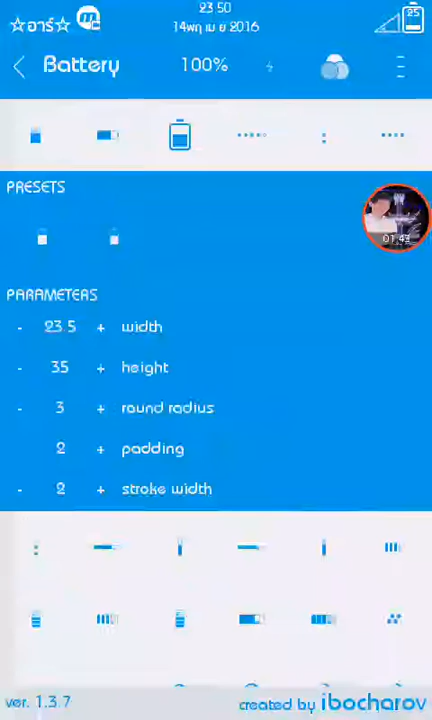 23.50
☆อาร์☆
14พฤ เม ย 2016
25
Battery
100%
PRESETS
01:43
PARAMETERS
- 23.5 + width
- 35 + height
- 3 + round radius
2 + padding
- 2 + stroke width
ver. 1.3.7
created by ibocharov